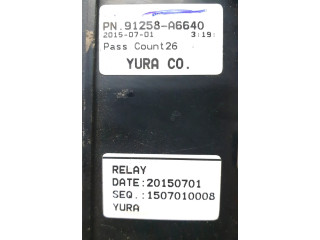 PN.91258-A6640
2015-07-01 3:19:
Pass Count26
YURA CO.
RELAY
DATE:20150701
SEQ.:1507010008
YURA